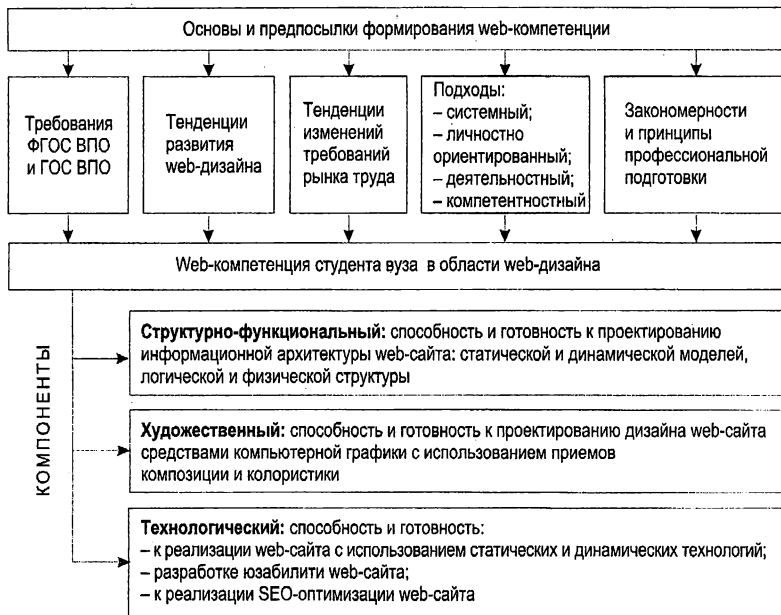 Основы и предпосылки формирования web-компетенции
Требования
ФГОС ВПО
и ГОС ВПО
Тенденции
развития
web-дизайна
Тенденции
изменений
требований
рынка труда
Подходы:
– системный;
– личностно
ориентированный;
– деятельностный;
– компетентностный
Закономерности
и принципы
профессиональной
подготовки
Web-компетенция студента вуза в области web-дизайна
КОМПОНЕНТЫ
Структурно-функциональный: способность и готовность к проектированию
информационной архитектуры web-сайта: статической и динамической моделей,
логической и физической структуры
Художественный: способность и готовность к проектированию дизайна web-сайта
средствами компьютерной графики с использованием приемов
композиции и колористики
Технологический: способность и готовность:
– к реализации web-сайта с использованием статических и динамических технологий;
– разработке юзабилити web-сайта;
– к реализации SEO-оптимизации web-сайта